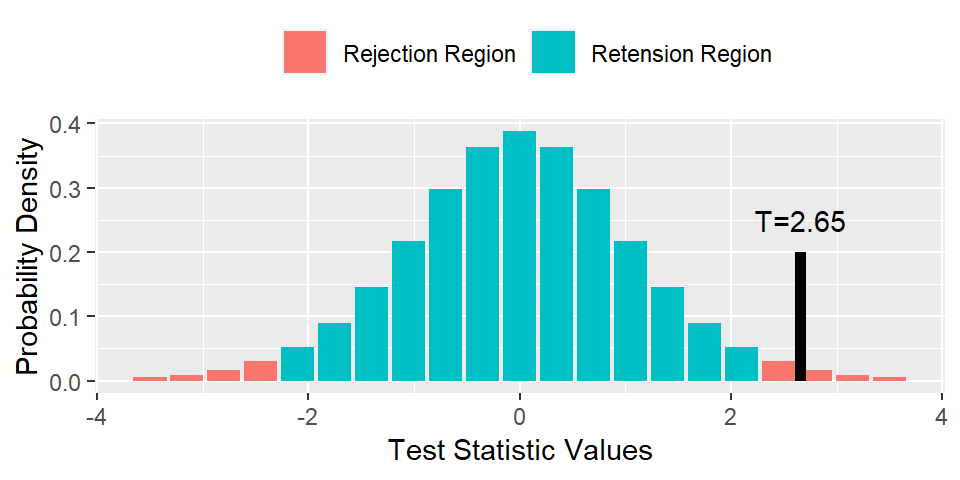 Rejection Region
Retension Region
Probability Density
0.4
0.3
0.2
0.1
0.0
T=2.65
-4
-2
0
2
4
Test Statistic Values